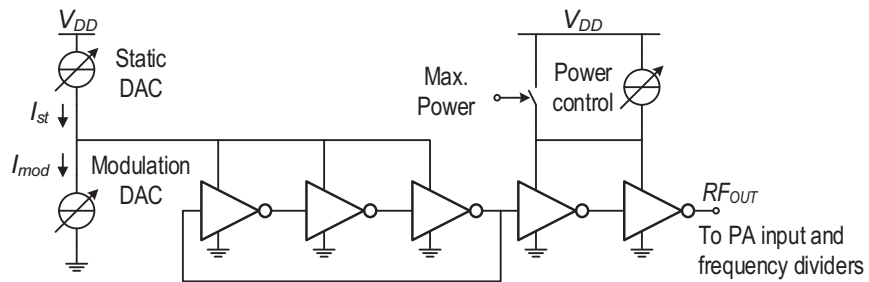 VDD
Static
DAC
Ist
Imod
Modulation
DAC
VDD
Max.
Power
Power
control
RFOUT
To PA input and
frequency dividers